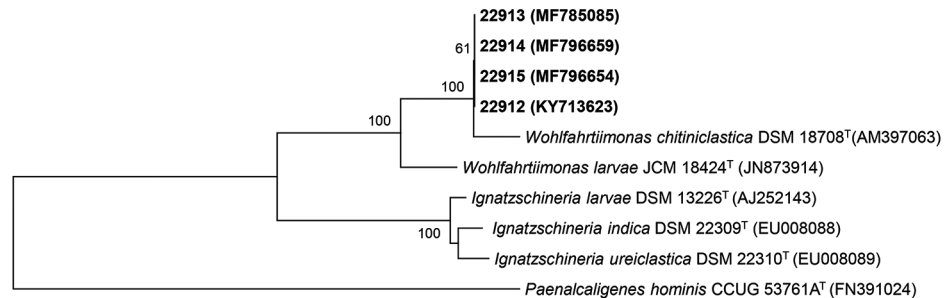 22913 (MF785085)
61
22914 (MF796659)
22915 (MF796654)
100
22912 (KY713623)
100
Wohlfahrtiimonas chitiniclastica DSM 18708ᵀ(AM397063)
Wohlfahrtiimonas larvae JCM 18424ᵀ (JN873914)
Ignatzschineria larvae DSM 13226ᵀ (AJ252143)
100
Ignatzschineria indica DSM 22309ᵀ (EU008088)
Ignatzschineria ureiclastica DSM 22310ᵀ (EU008089)
Paenalcaligenes hominis CCUG 53761Aᵀ (FN391024)